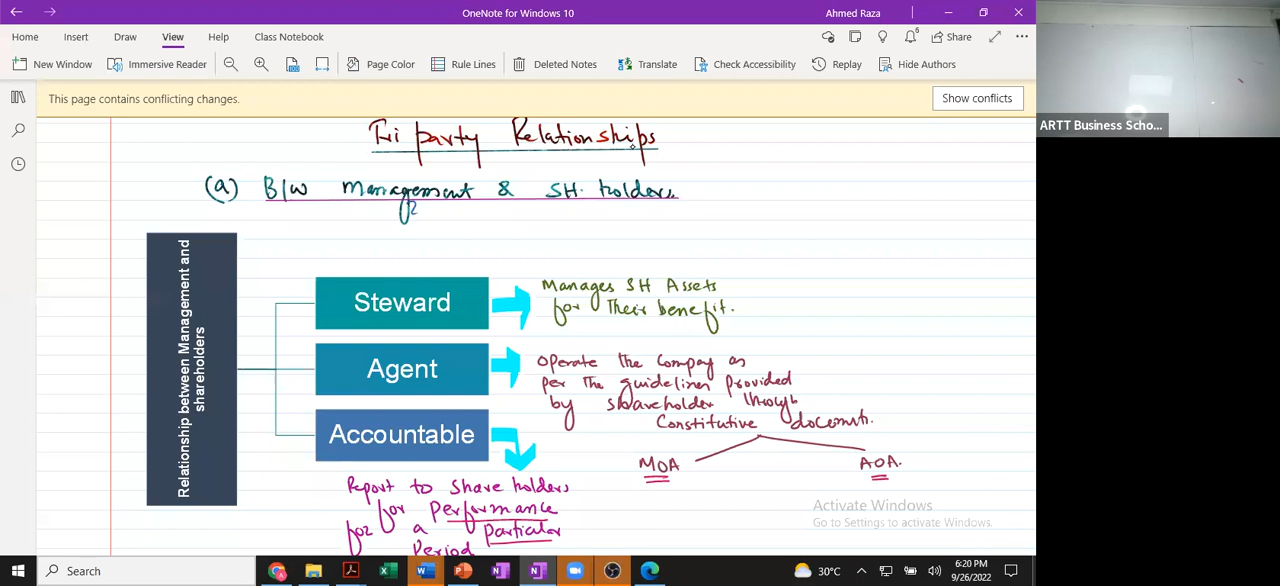 OneNote for Windows 10
Ahmed Raza
Home Insert Draw View Help Class Notebook
6
Share
New Window Immersive Reader Page Color Rule Lines Deleted Notes Translate Check Accessibility Replay Hide Authors
This page contains conflicting changes.
Show conflicts
ARTT Business Scho...
Tri party Relationships
(a) B/w Management & SH. holders
Relationship between Management and shareholders
Steward
Manages SH Assets
for Their benefit.
Agent
Operate the Company as
per the guidelines provided
by shareholder through
Constitutive documents.
Accountable
MOA AOA.
Report to Share holders
for performance
for a particular
Period
Activate Windows
Go to Settings to activate Windows.
Search
30°C
6:20 PM
9/26/2022